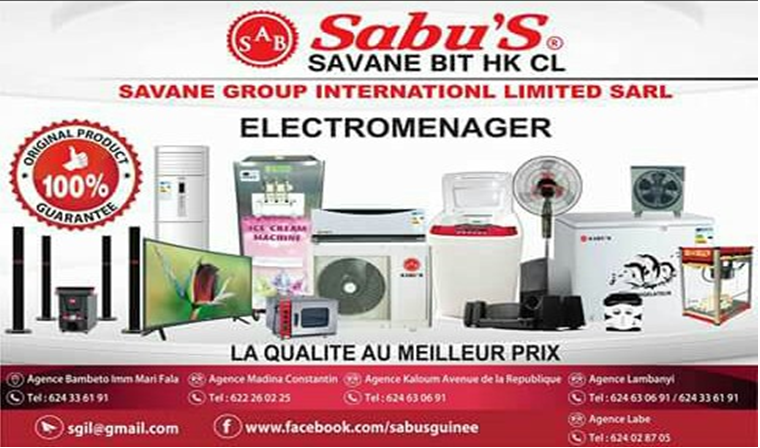 SAB
Sabu'S®
SAVANE BIT HK CL
SAVANE GROUP INTERNATIONL LIMITED SARL
ELECTROMENAGER
ORIGINAL PRODUCT
100%
GUARANTEE
ICE CREAM
MACHINE
SABU'S
SABU'S
LA QUALITE AU MEILLEUR PRIX
Agence Bambeto Imm Mari Fala
Tel : 624 33 61 91
Agence Madina Constantin
Tel : 622 26 02 25
Agence Kaloum Avenue de la Republique
Tel : 624 63 06 91
Agence Lambanyi
Tel : 624 63 06 91 / 624 33 61 91
Agence Labe
Tel : 624 02 87 05
sgil@gmail.com
www.facebook.com/sabusguinee